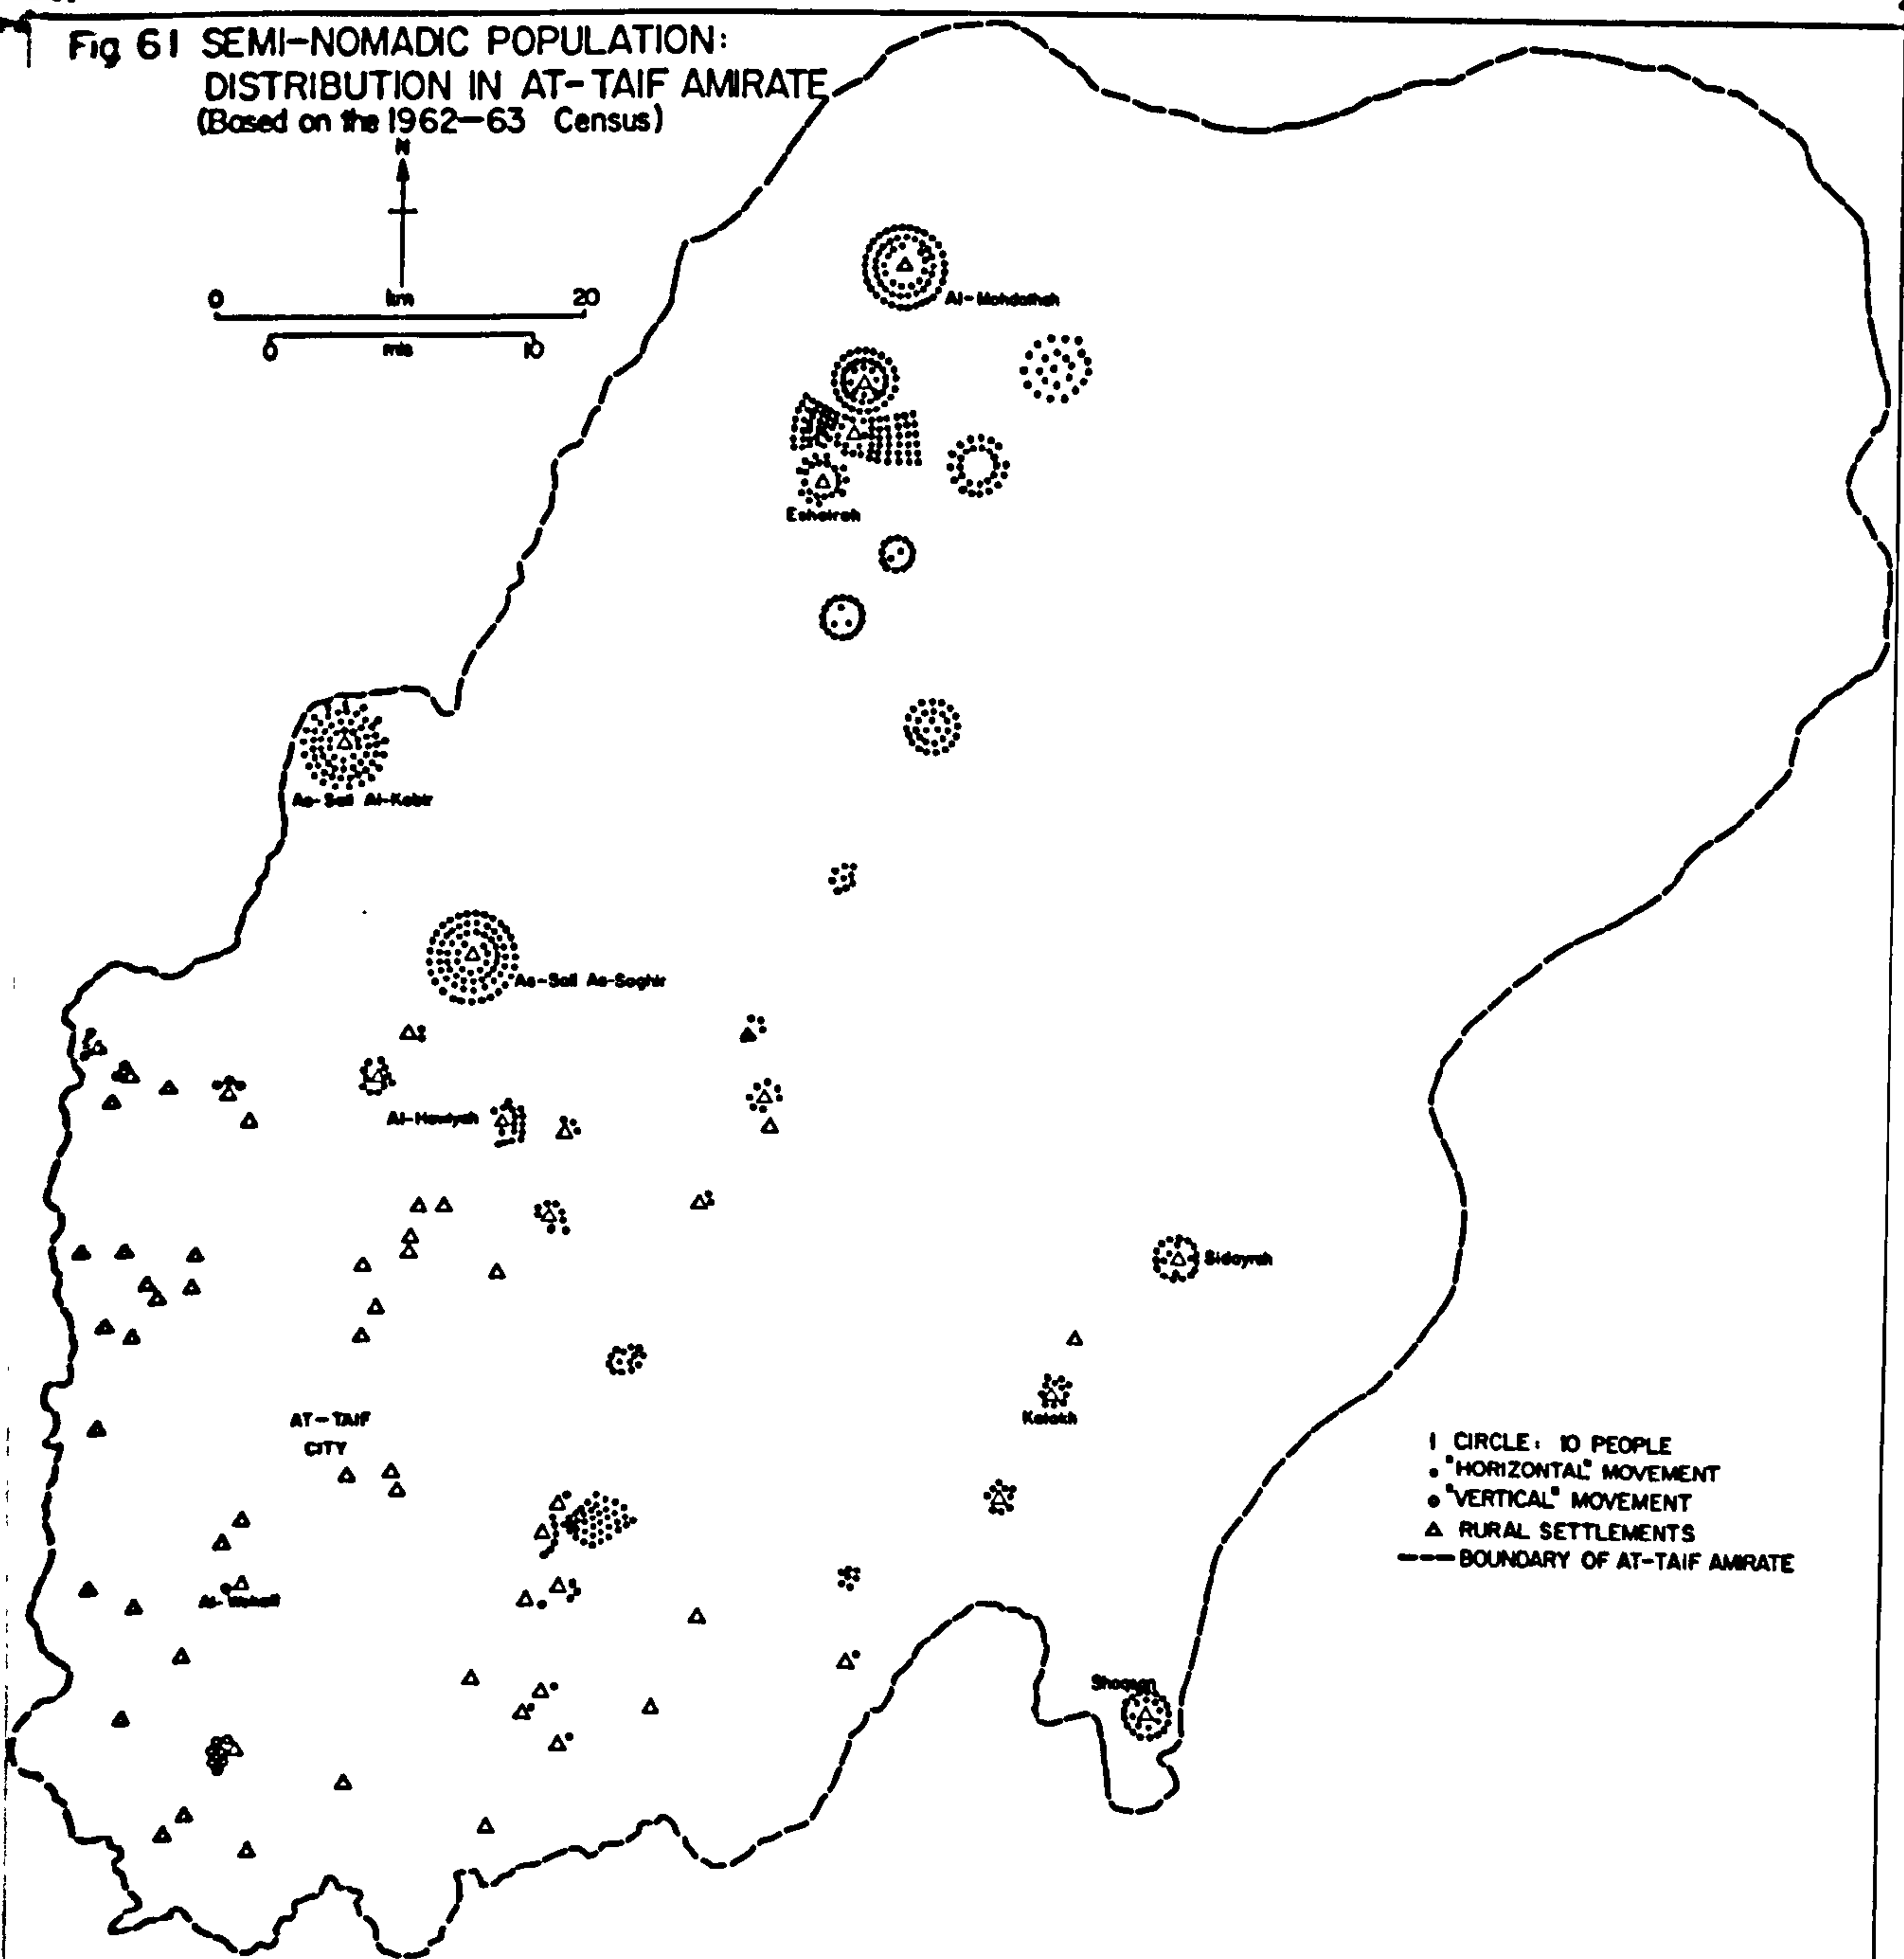 Fig 61 SEMI-NOMADIC POPULATION:
DISTRIBUTION IN AT-TAIF AMIRATE
(Based on the 1962-63 Census)
N
0 km 20
0 mls 10
Al-Mohdathah
Eshairah
As-Sail Al-Kabir
As-Sail As-Saghir
Al-Hawiyah
Sidayrah
Kalakh
AT-TAIF
CITY
Shaqsan
1 CIRCLE: 10 PEOPLE
"HORIZONTAL" MOVEMENT
"VERTICAL" MOVEMENT
RURAL SETTLEMENTS
BOUNDARY OF AT-TAIF AMIRATE